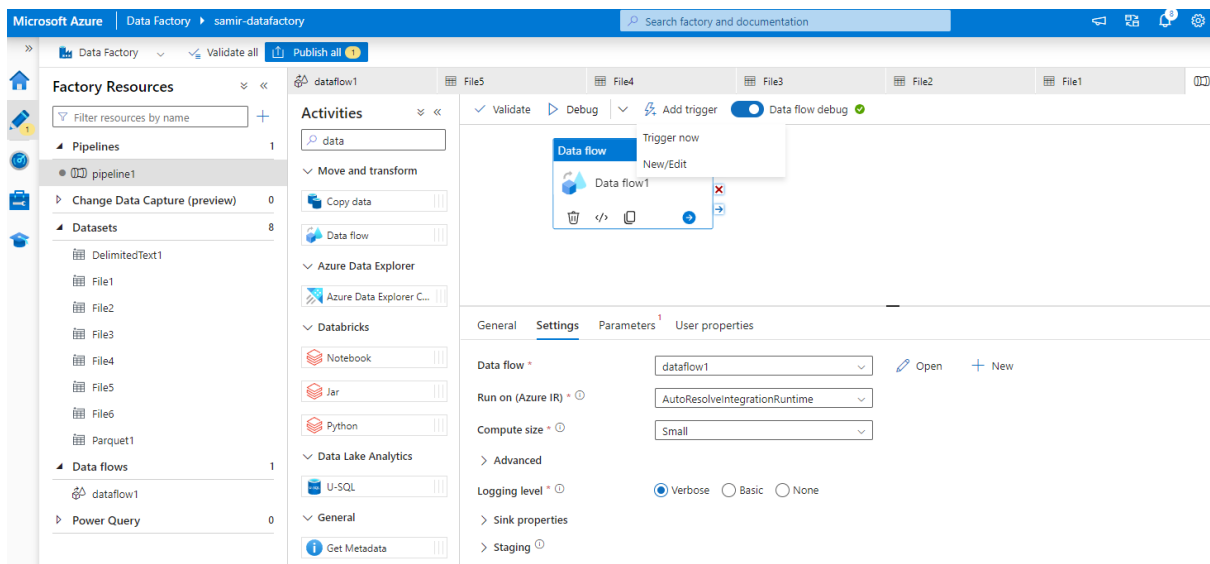 Microsoft Azure Data Factory samir-datafactory Search factory and documentation 8
Data Factory Validate all Publish all 1
Factory Resources
Filter resources by name
Pipelines 1
pipeline1
Change Data Capture (preview) 0
Datasets 8
DelimitedText1
File1
File2
File3
File4
File5
File6
Parquet1
Data flows 1
dataflow1
Power Query 0
1
dataflow1 File5 File4 File3 File2 File1
Activities
data
Move and transform
Copy data
Data flow
Azure Data Explorer
Azure Data Explorer C...
Databricks
Notebook
Jar
Python
Data Lake Analytics
U-SQL
General
Get Metadata
Validate Debug Add trigger Data flow debug
Trigger now
New/Edit
Data flow
Data flow1
General Settings Parameters 1 User properties
Data flow * dataflow1 Open New
Run on (Azure IR) * AutoResolveIntegrationRuntime
Compute size * Small
Advanced
Logging level * Verbose Basic None
Sink properties
Staging